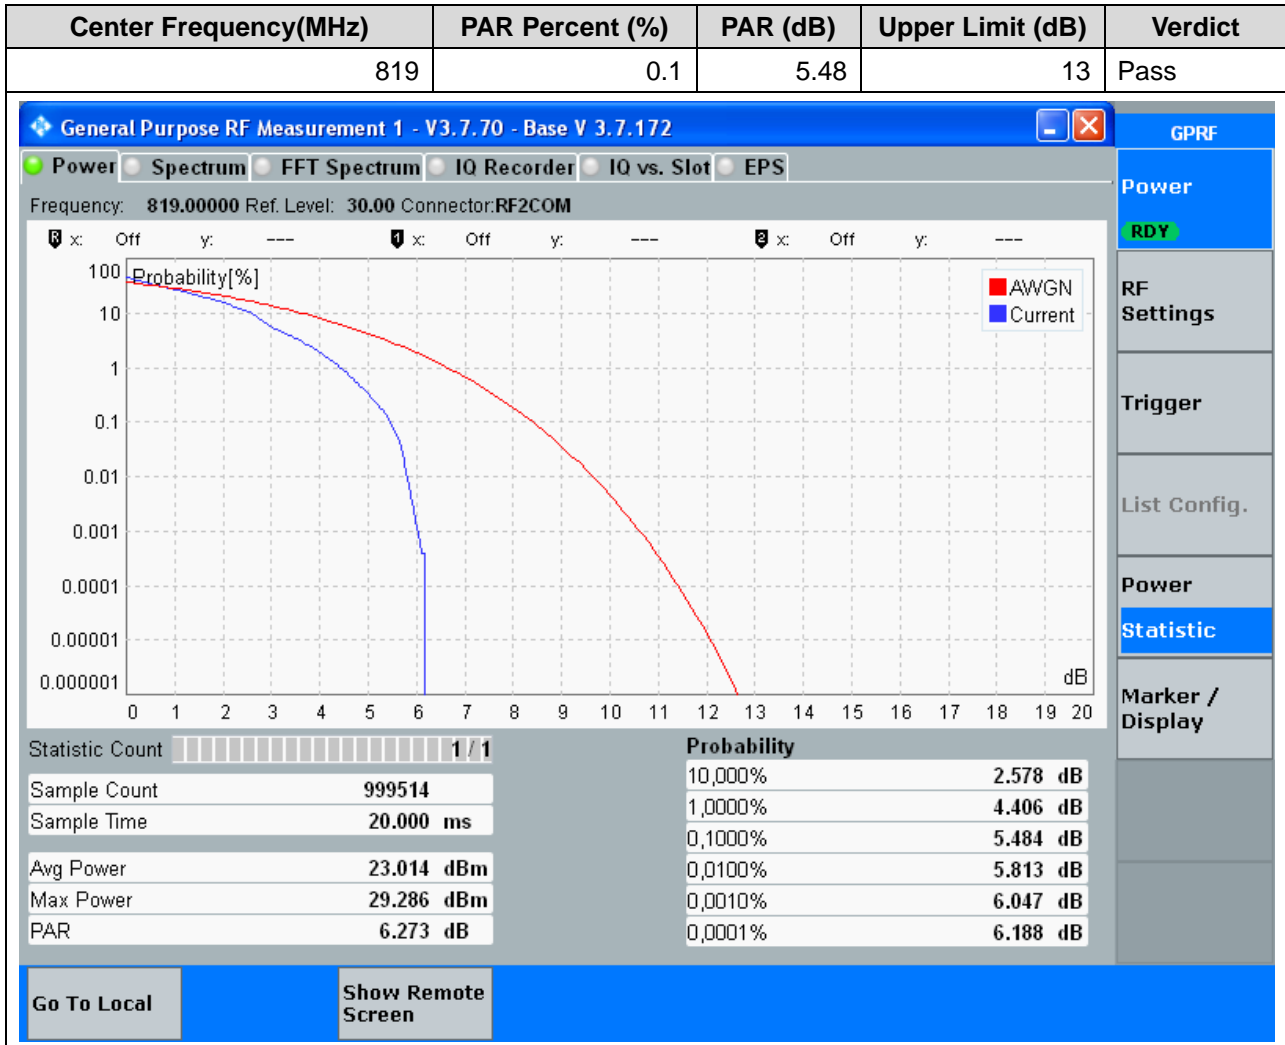 Center Frequency(MHz) PAR Percent (%) PAR (dB) Upper Limit (dB) Verdict
819 0.1 5.48 13 Pass
General Purpose RF Measurement 1 - V3.7.70 - Base V 3.7.172
GPRF
Power Spectrum FFT Spectrum IQ Recorder IQ vs. Slot EPS
Power
RDY
Frequency: 819.00000 Ref. Level: 30.00 Connector:RF2COM
R x: Off y: --- 1 x: Off y: --- 2 x: Off y: ---
Probability[%]
AWGN
Current
100
10
1
0.1
0.01
0.001
0.0001
0.00001
0.000001
dB
0 1 2 3 4 5 6 7 8 9 10 11 12 13 14 15 16 17 18 19 20
RF
Settings
Trigger
List Config.
Power
Statistic
Marker /
Display
Statistic Count 1 / 1
Sample Count 999514
Sample Time 20.000 ms
Avg Power 23.014 dBm
Max Power 29.286 dBm
PAR 6.273 dB
Probability
10,000% 2.578 dB
1,0000% 4.406 dB
0,1000% 5.484 dB
0,0100% 5.813 dB
0,0010% 6.047 dB
0,0001% 6.188 dB
Go To Local
Show Remote
Screen